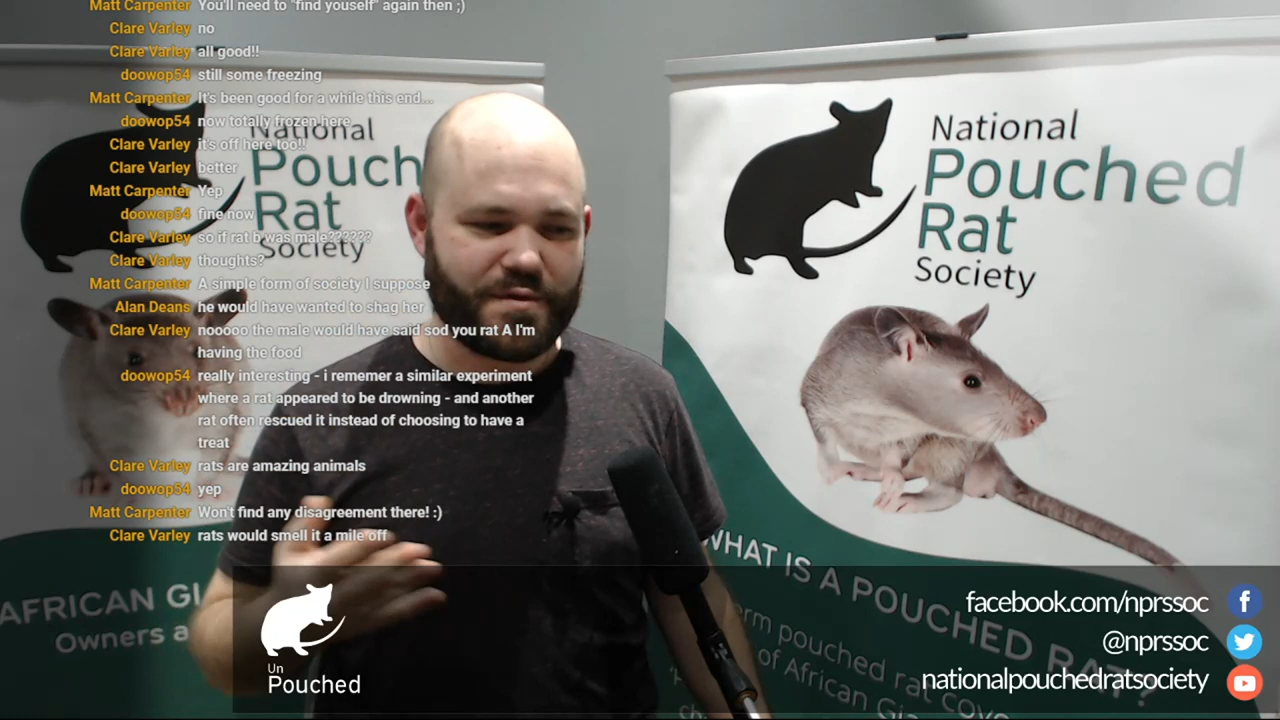 Matt Carpenter You'll need to "find youself" again then ;)
Clare Varley no
Clare Varley all good!!
doowop54 still some freezing
Matt Carpenter It's been good for a while this end...
doowop54 now totally frozen here
Clare Varley it's off here too!!
Clare Varley better
Matt Carpenter Yep
doowop54 fine now
Clare Varley so if rat b was male??????
Clare Varley thoughts?
Matt Carpenter A simple form of society I suppose
Alan Deans he would have wanted to shag her
Clare Varley nooooo the male would have said sod you rat A I'm
having the food
doowop54 really interesting - i rememer a similar experiment
where a rat appeared to be drowning - and another
rat often rescued it instead of choosing to have a
treat
Clare Varley rats are amazing animals
doowop54 yep
Matt Carpenter Won't find any disagreement there! :)
Clare Varley rats would smell it a mile off
National
Pouch
Rat
Society
AFRICAN GI
Owners a
National
Pouched
Rat
Society
WHAT IS A POUCHED RAT?
rm pouched rat cov
of African Gia
Un
Pouched
facebook.com/nprssoc
@nprssoc
nationalpouchedratsociety